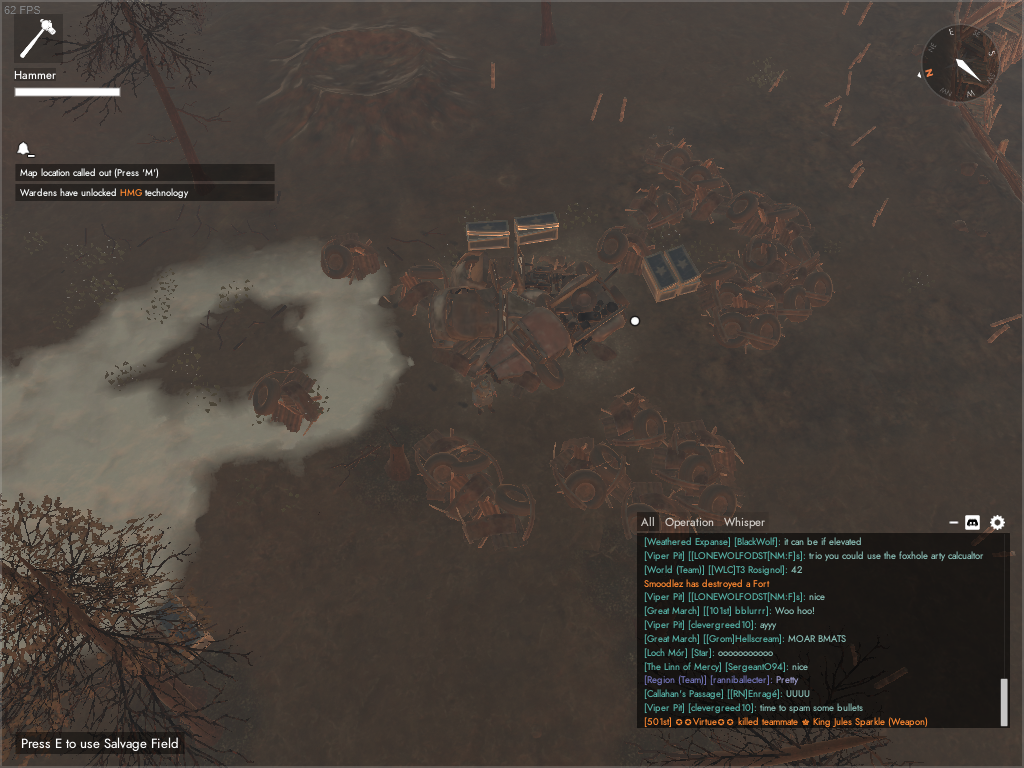 62 FPS
Hammer
Map location called out (Press 'M')
Wardens have unlocked HMG technology
E
S
N
W
All Operation Whisper
[Weathered Expanse] [BlackWolf]: it can be if elevated
[Viper Pit] [[LONEWOLFODST[NM:F]s]: trio you could use the foxhole arty calcualtor
[World (Team)] [[WLC]T3 Rosignol]: 42
Smoodlez has destroyed a Fort
[Viper Pit] [[LONEWOLFODST[NM:F]s]: nice
[Great March] [[101st] bblurrr]: Woo hoo!
[Viper Pit] [clevergreed10]: ayyy
[Great March] [[Grom]Hellscream]: MOAR BMATS
[Loch Mór] [Star]: ooooooooooo
[The Linn of Mercy] [SergeantO94]: nice
[Region (Team)] [ranniballecter]: Pretty
[Callahan's Passage] [[RN]Enragé]: UUUU
[Viper Pit] [clevergreed10]: time to spam some bullets
[501st] ✪✪Virtue✪✪ killed teammate King Jules Sparkle (Weapon)
Press E to use Salvage Field